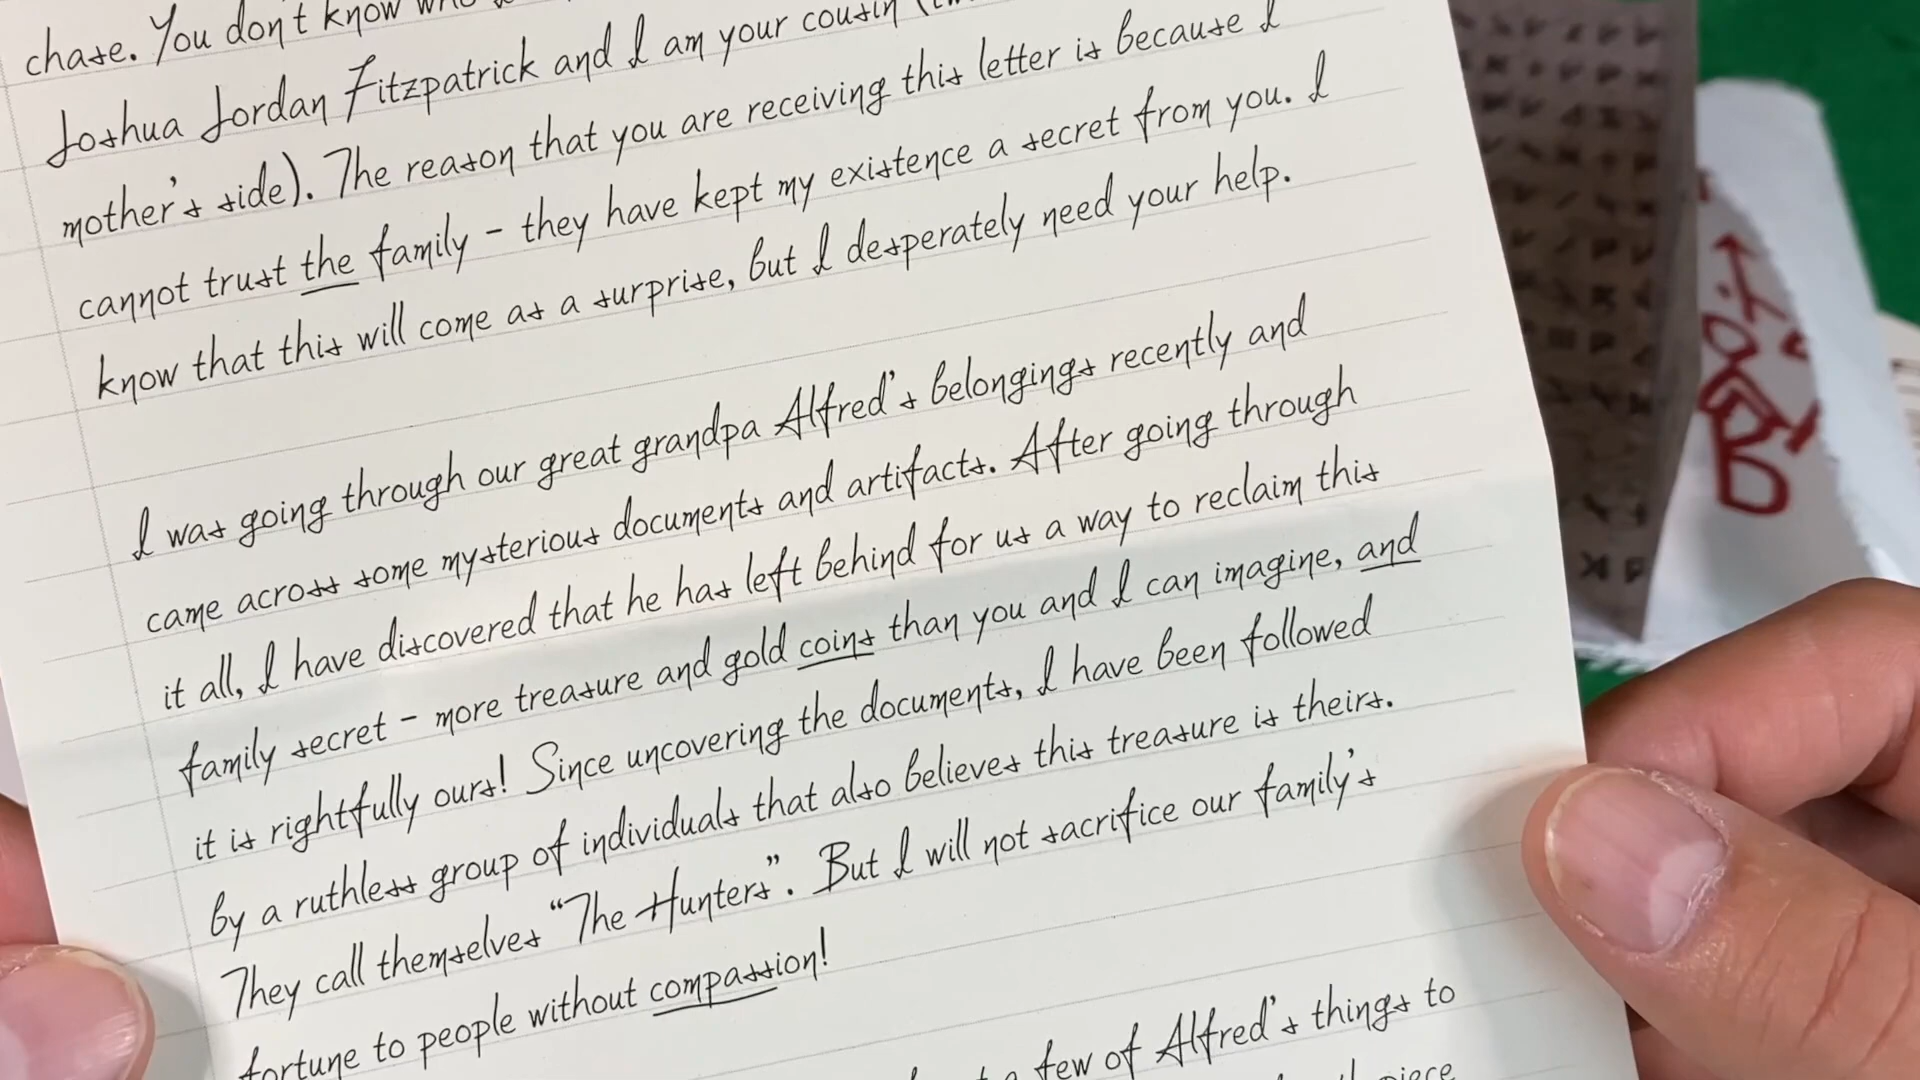 chase. You don't know
Joshua Jordan Fitzpatrick and I am your cousin
mother's side). The reason that you are receiving this letter is because I
cannot trust the family - they have kept my existence a secret from you. I
know that this will come as a surprise, but I desperately need your help.
I was going through our great grandpa Alfred's belongings recently and
came across some mysterious documents and artifacts. After going through
it all, I have discovered that he has left behind for us a way to reclaim this
family secret - more treasure and gold coins than you and I can imagine, and
it is rightfully ours! Since uncovering the documents, I have been followed
by a ruthless group of individuals that also believes this treasure is theirs.
They call themselves "The Hunters". But I will not sacrifice our family's
fortune to people without compassion!
few of Alfred's things to
piece